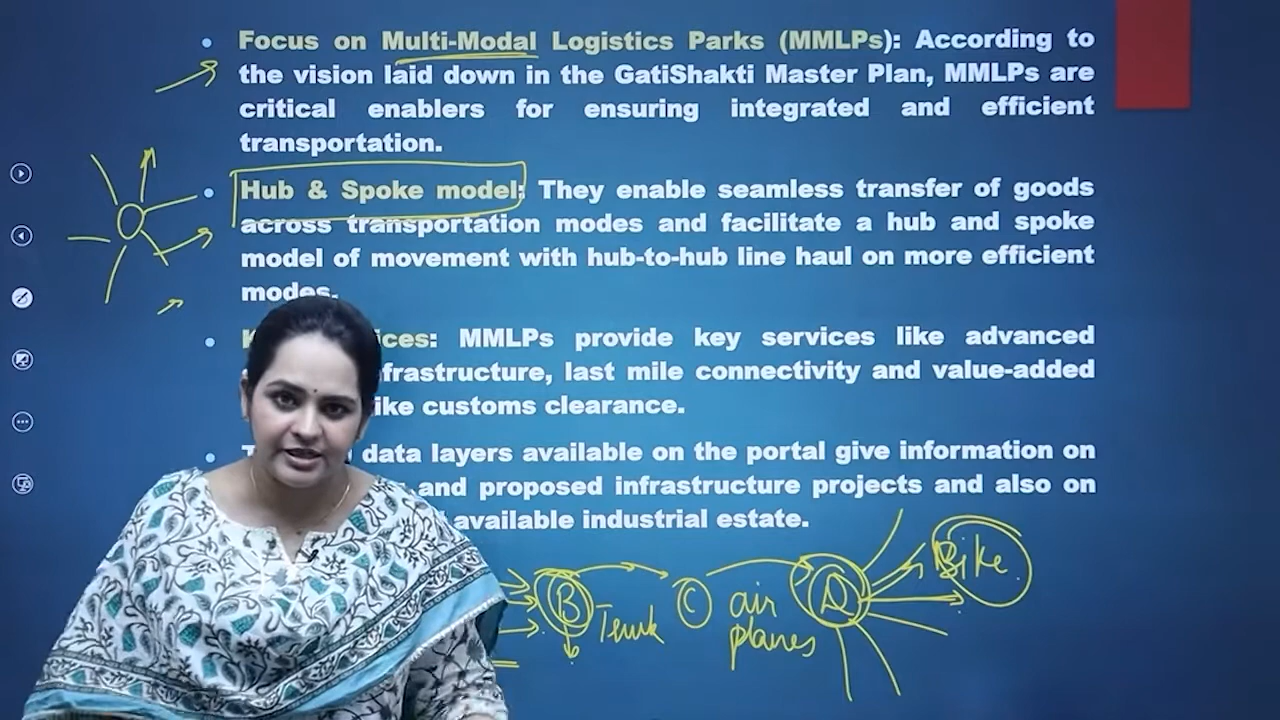 Focus on Multi-Modal Logistics Parks (MMLPs): According to
the vision laid down in the GatiShakti Master Plan, MMLPs are
critical enablers for ensuring integrated and efficient
transportation.
Hub & Spoke model: They enable seamless transfer of goods
across transportation modes and facilitate a hub and spoke
model of movement with hub-to-hub line haul on more efficient
modes.
MMLPs provide key services like advanced
last mile connectivity and value-added
like customs clearance.
data layers available on the portal give information on
and proposed infrastructure projects and also on
available industrial estate.
Bike
B Truck C air D
planes